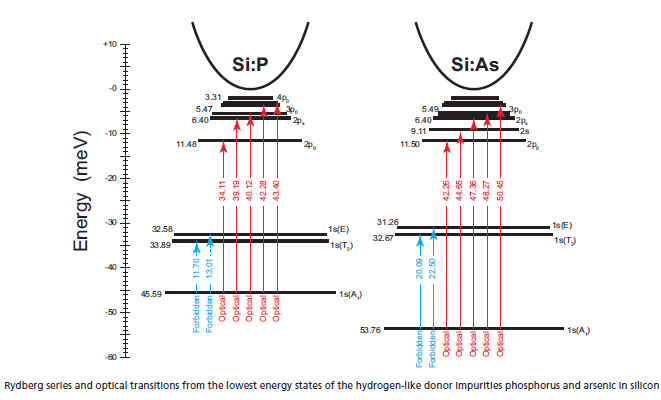 +10
-0
-10
-20
-30
-40
-50
-60
Energy (meV)
Si:P
3.31
4p₀
5.47
3p₀
6.40
2p±
11.48
2p₀
34.11
39.19
40.12
42.28
43.40
32.58
1s(E)
33.89
1s(T₂)
11.70
13.01
45.59
1s(A₁)
Forbidden
Forbidden
Optical
Optical
Optical
Optical
Optical
Si:As
5.49
3p₀
6.40
2p±
9.11
2s
11.50
2p₀
42.26
44.65
47.36
48.27
50.45
31.26
1s(E)
32.67
1s(T₂)
20.09
22.50
53.76
1s(A₁)
Forbidden
Forbidden
Optical
Optical
Optical
Optical
Optical
Rydberg series and optical transitions from the lowest energy states of the hydrogen-like donor impurities phosphorus and arsenic in silicon